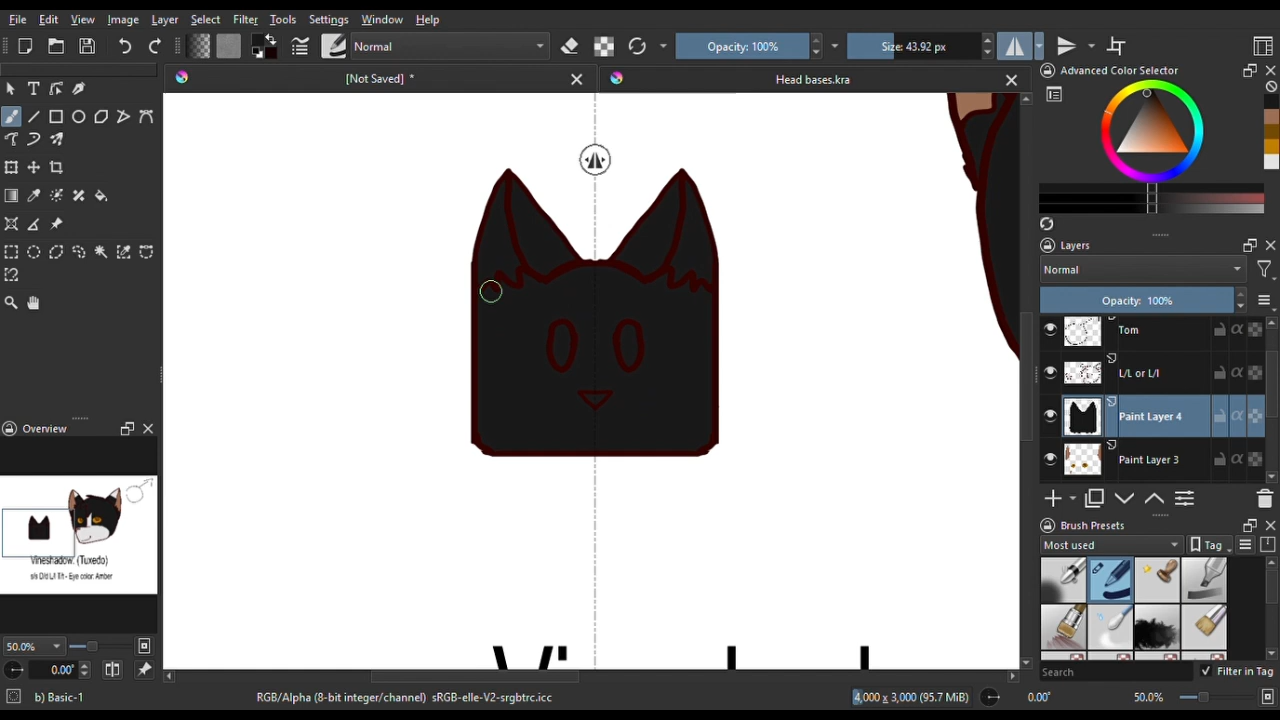 File Edit View Image Layer Select Filter Tools Settings Window Help
Normal Opacity: 100% Size: 43.92 px
[Not Saved] * Head bases.kra
Advanced Color Selector
Layers
Normal
Opacity: 100%
Tom
L/L or L/l
Paint Layer 4
Paint Layer 3
Overview
Vineshadow: (Tuxedo)
s/s D/d L/l T/t - Eye color: Amber
Brush Presets
Most used Tag
50.0%
0.00°
Search Filter in Tag
b) Basic-1 RGB/Alpha (8-bit integer/channel) sRGB-elle-V2-srgbtrc.icc 4,000 x 3,000 (95.7 MiB) 0.00° 50.0%